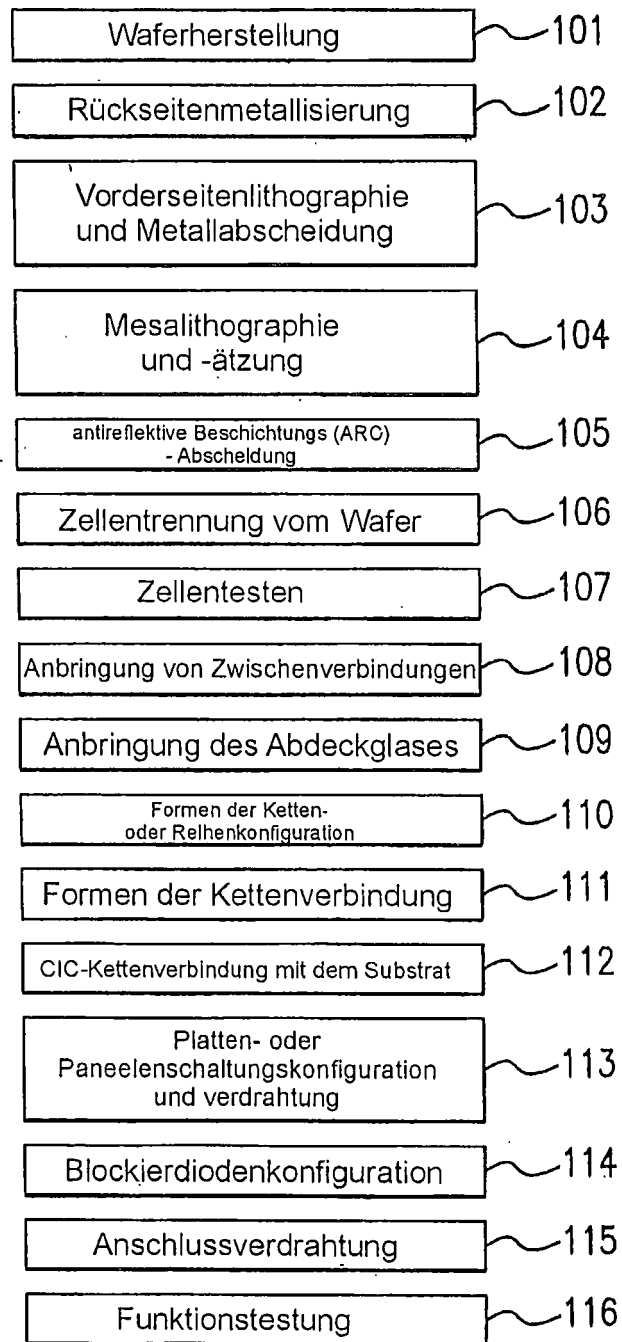 Waferherstellung 101
Rückseitenmetallisierung 102
Vorderseitenlithographie
und Metallabscheidung 103
Mesalithographie
und -ätzung 104
antireflektive Beschichtungs (ARC)
- Abscheldung 105
Zellentrennung vom Wafer 106
Zellentesten 107
Anbringung von Zwischenverbindungen 108
Anbringung des Abdeckglases 109
Formen der Ketten-
oder Relhenkonfiguration 110
Formen der Kettenverbindung 111
CIC-Kettenverbindung mit dem Substrat 112
Platten- oder
Paneelenschaltungskonfiguration
und verdrahtung 113
Blockierdiodenkonfiguration 114
Anschlussverdrahtung 115
Funktionstestung 116